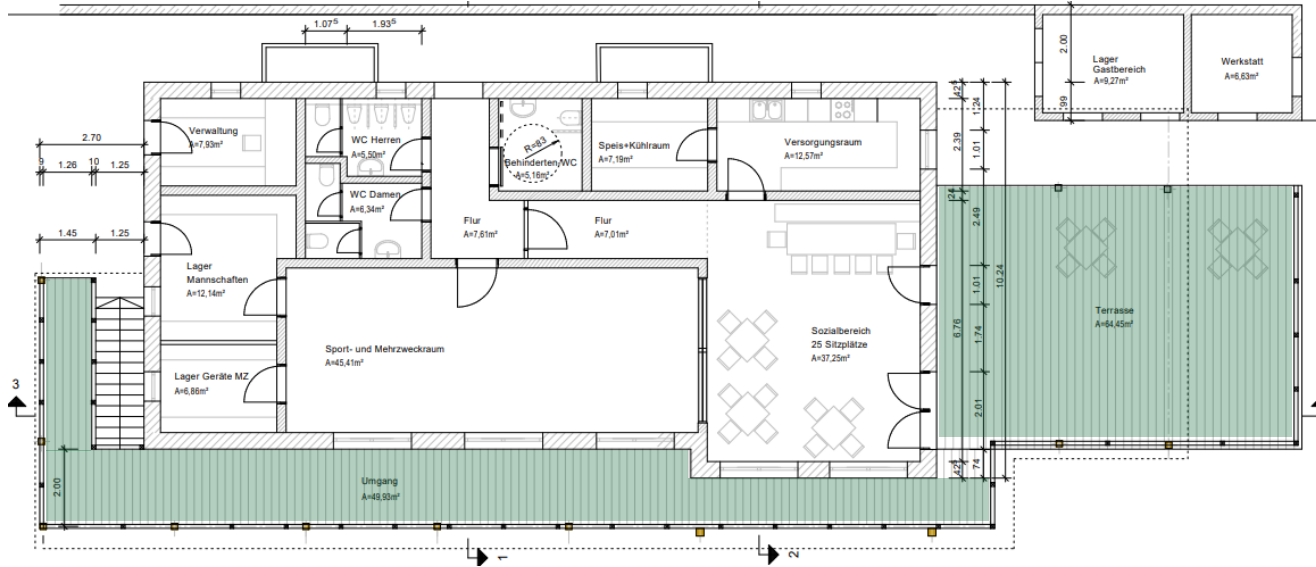 1.07⁵
1.93⁵
2.00
99
Lager
Gastbereich
A=9,27m²
Werkstatt
A=6,63m²
42⁵
1.24
2.39
1.01
24
2.49
1.01
10.24
6.76
1.74
2.01
74
42⁵
2.70
9
1.26
10
1.25
1.45
1.25
Verwaltung
A=7,93m²
WC Herren
A=5,50m²
WC Damen
A=6,34m²
R=83
Behinderten/WC
A=5,16m²
Speis+Kühlraum
A=7,19m²
Versorgungsraum
A=12,57m²
Flur
A=7,61m²
Flur
A=7,01m²
Lager
Mannschaften
A=12,14m²
Sport- und Mehrzweckraum
A=45,41m²
Sozialbereich
25 Sitzplätze
A=37,25m²
Terrasse
A=64,45m²
Lager Geräte MZ
A=6,86m²
3
2.00
Umgang
A=49,93m²
1
2